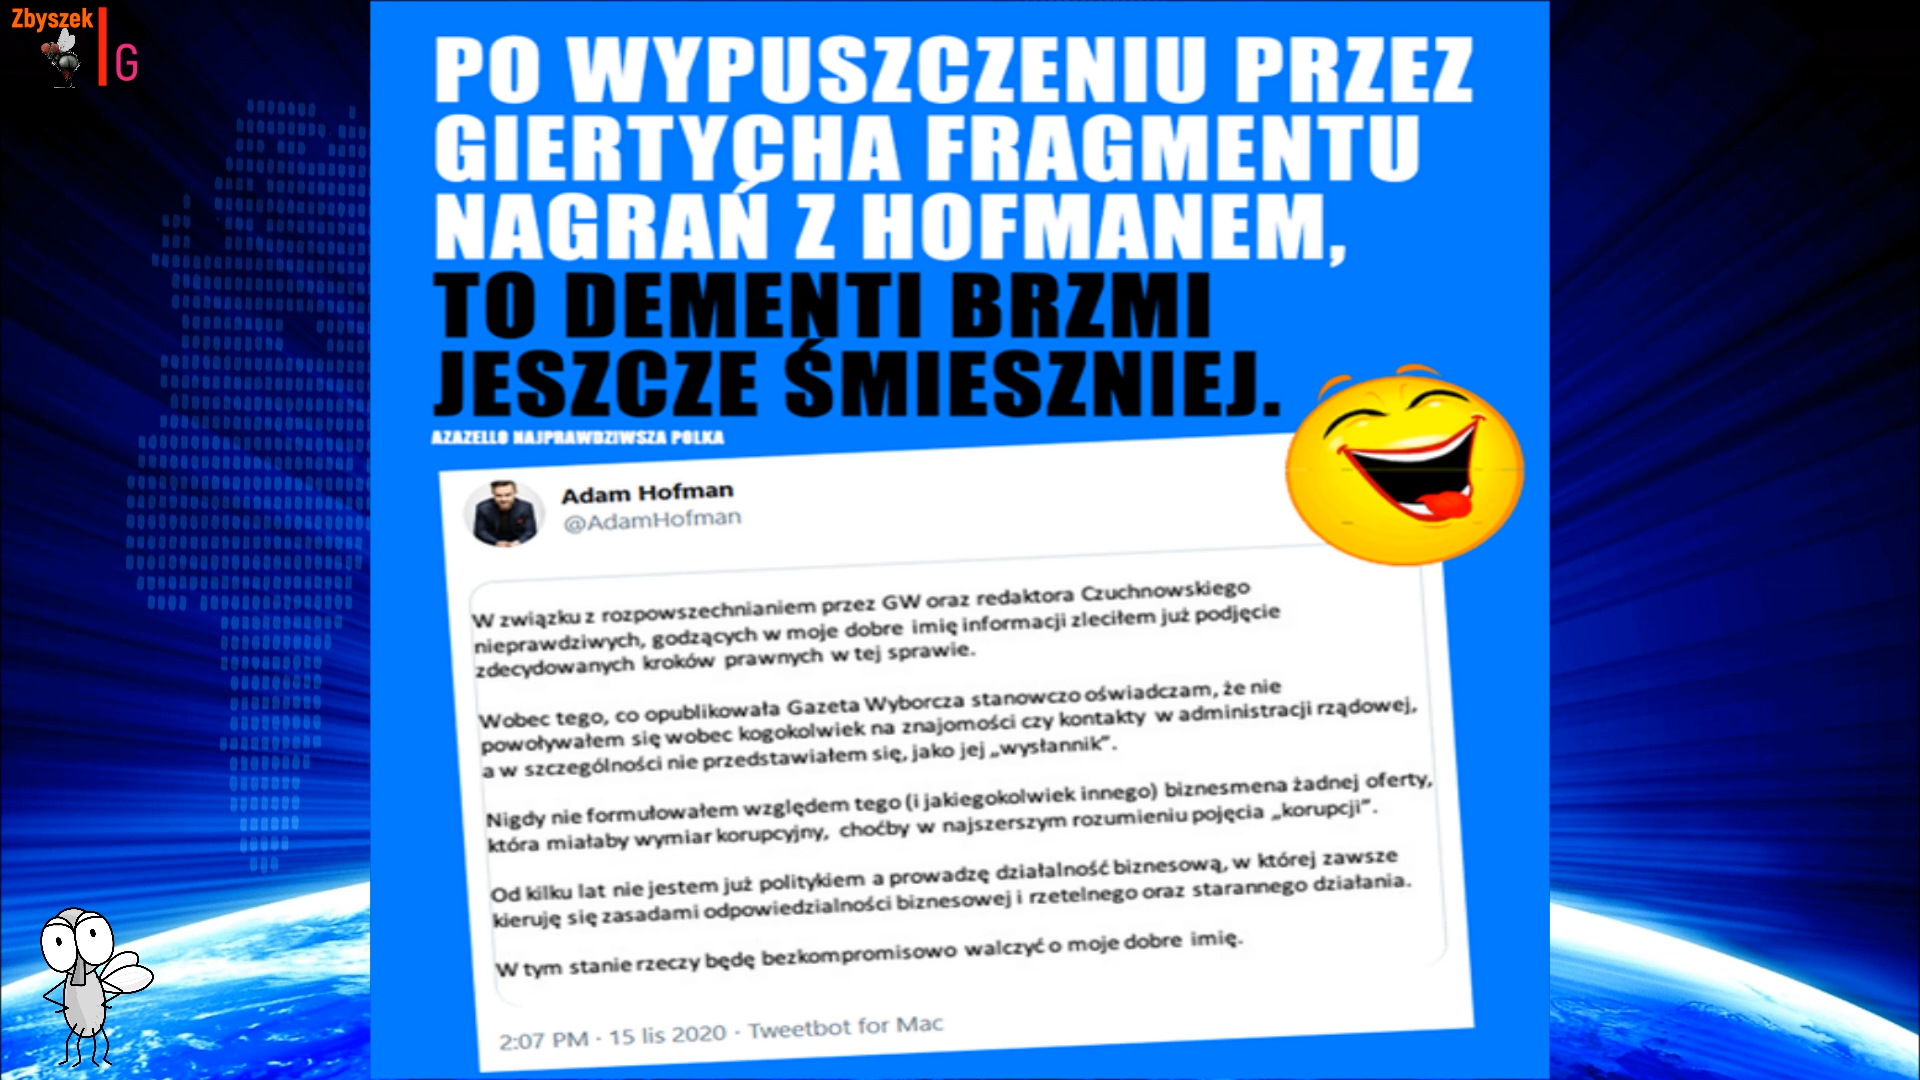 Zbyszek
G
PO WYPUSZCZENIU PRZEZ
GIERTYCHA FRAGMENTU
NAGRAŃ Z HOFMANEM,
TO DEMENTI BRZMI
JESZCZE ŚMIESZNIEJ.
AZAZELLO NAJPRAWDZIWSZA POLKA
Adam Hofman
@AdamHofman
W związku z rozpowszechnianiem przez GW oraz redaktora Czuchnowskiego
nieprawdziwych, godzących w moje dobre imię informacji zleciłem już podjęcie
zdecydowanych kroków prawnych w tej sprawie.
Wobec tego, co opublikowała Gazeta Wyborcza stanowczo oświadczam, że nie
powoływałem się wobec kogokolwiek na znajomości czy kontakty w administracji rządowej,
a w szczególności nie przedstawiałem się, jako jej „wysłannik”.
Nigdy nie formułowałem względem tego (i jakiegokolwiek innego) biznesmena żadnej oferty,
która miałaby wymiar korupcyjny, choćby w najszerszym rozumieniu pojęcia „korupcji”.
Od kilku lat nie jestem już politykiem a prowadzę działalność biznesową, w której zawsze
kieruję się zasadami odpowiedzialności biznesowej i rzetelnego oraz starannego działania.
W tym stanie rzeczy będę bezkompromisowo walczyć o moje dobre imię.
2:07 PM · 15 lis 2020 · Tweetbot for Mac